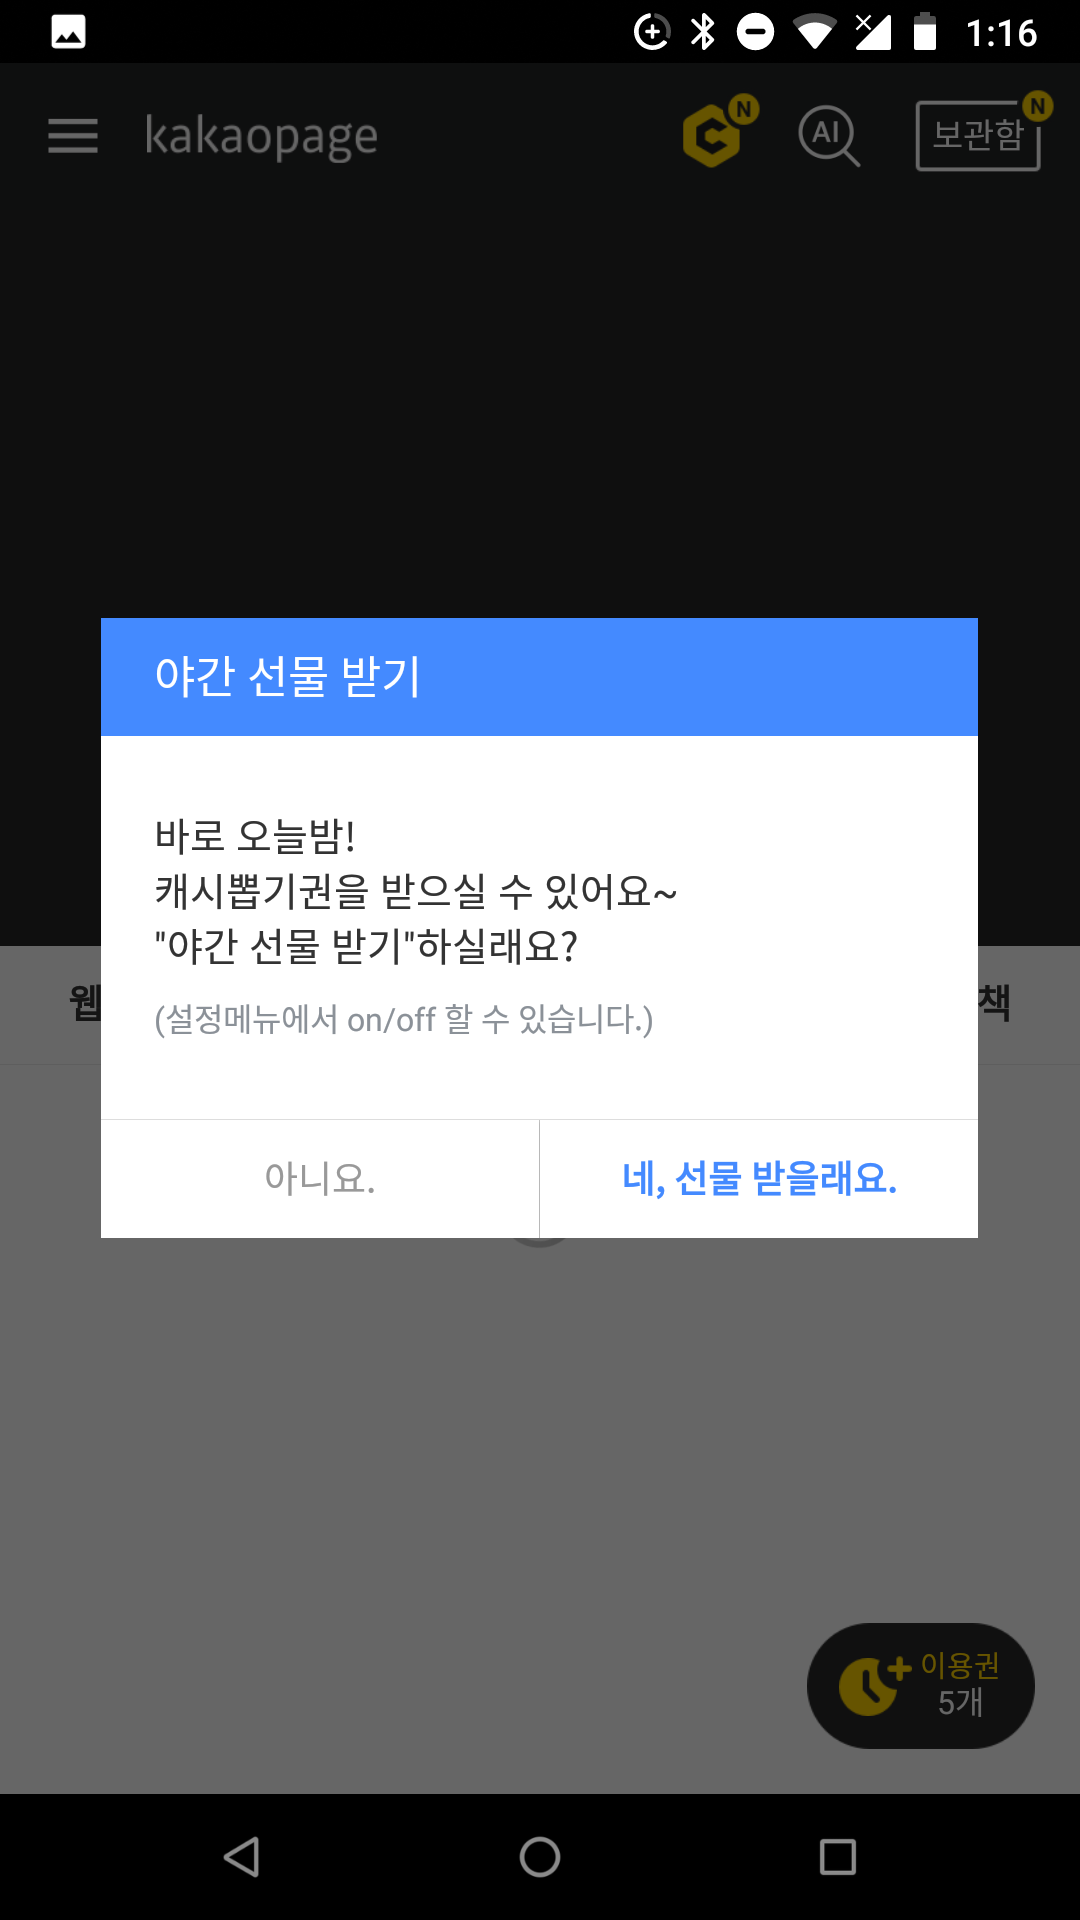 1:16
kakaopage
N
AI
보관함
N
야간 선물 받기
바로 오늘밤!
캐시뽑기권을 받으실 수 있어요~
"야간 선물 받기"하실래요?
웹
책
(설정메뉴에서 on/off 할 수 있습니다.)
아니요.
네, 선물 받을래요.
이용권
5개